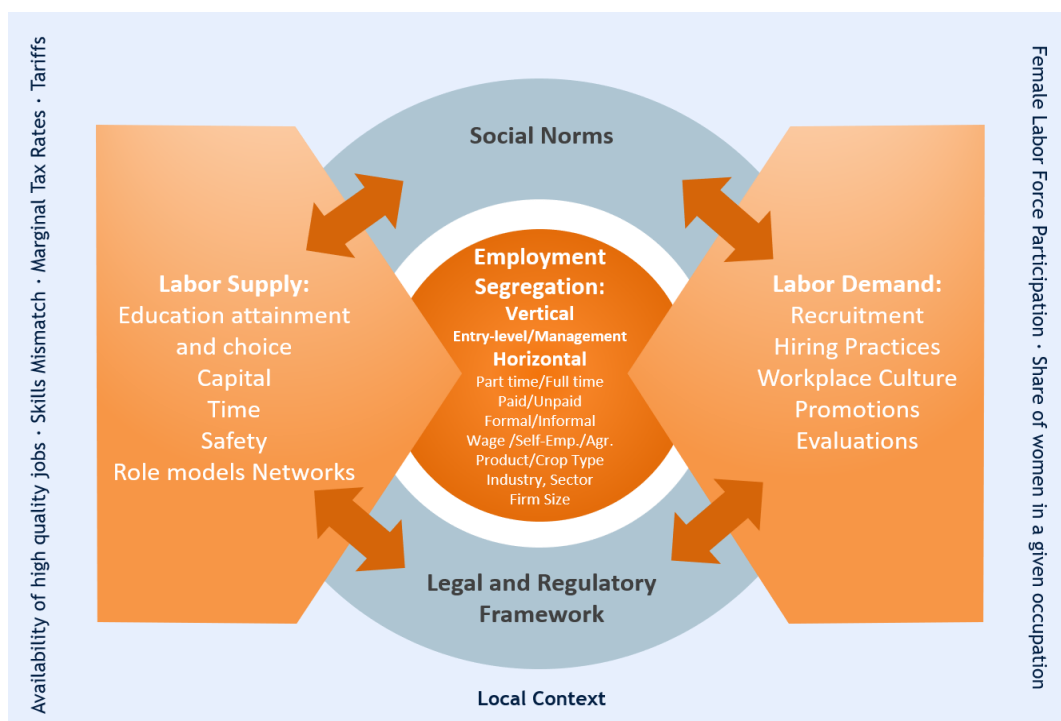 Availability of high quality jobs · Skills Mismatch · Marginal Tax Rates · Tariffs
Social Norms
Labor Supply:
Education attainment
and choice
Capital
Time
Safety
Role models Networks
Employment
Segregation:
Vertical
Entry-level/Management
Horizontal
Part time/Full time
Paid/Unpaid
Formal/Informal
Wage /Self-Emp./Agr.
Product/Crop Type
Industry, Sector
Firm Size
Labor Demand:
Recruitment
Hiring Practices
Workplace Culture
Promotions
Evaluations
Legal and Regulatory
Framework
Local Context
Female Labor Force Participation · Share of women in a given occupation